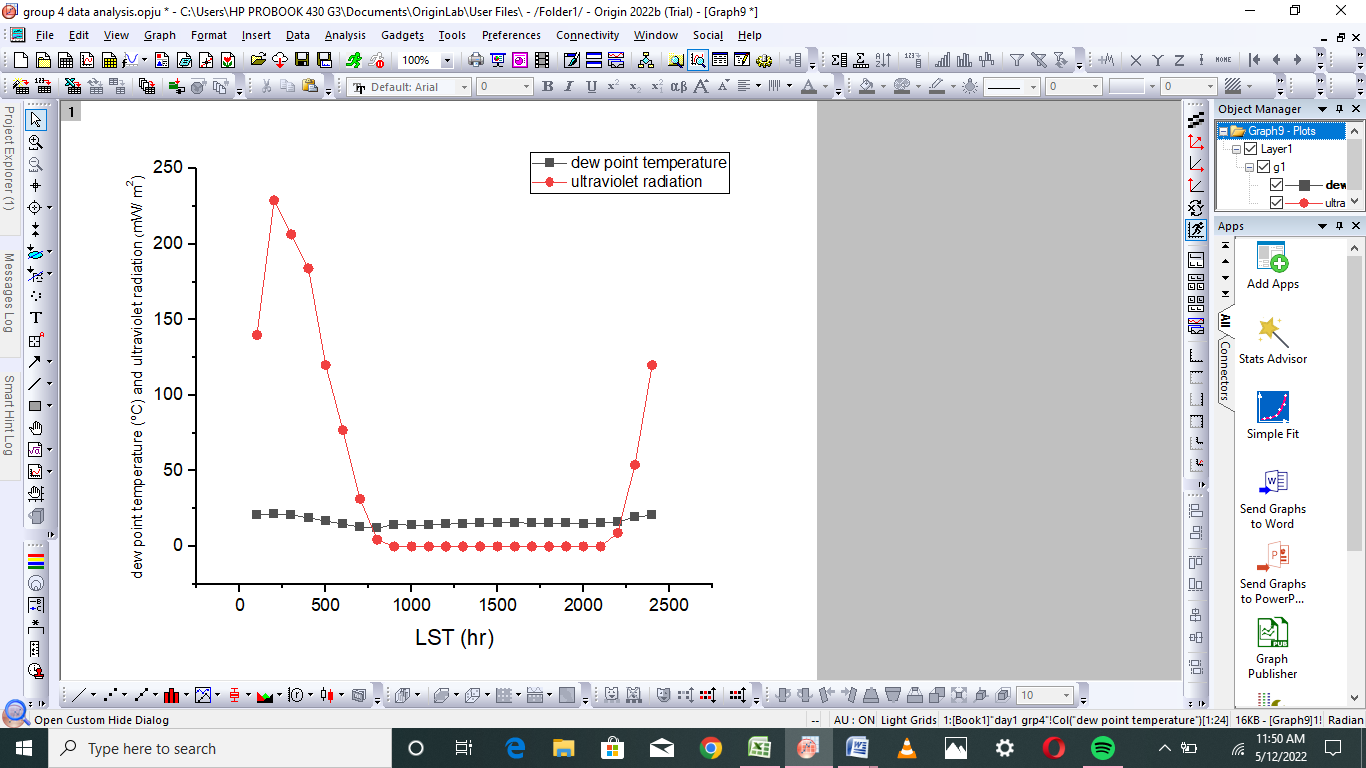 group 4 data analysis.opju * - C:\Users\HP PROBOOK 430 G3\Documents\OriginLab\User Files\ - /Folder1/ - Origin 2022b (Trial) - [Graph9 *]
File Edit View Graph Format Insert Data Analysis Gadgets Tools Preferences Connectivity Window Social Help
100%
HOME
Default: Arial 0 B I U 0 0
Project Explorer (1)
Messages Log
Smart Hint Log
1
dew point temperature
ultraviolet radiation
250
200
150
100
50
0
dew point temperature (°C) and ultraviolet radiation (mW/ m2)
0 500 1000 1500 2000 2500
LST (hr)
Object Manager
Graph9 - Plots
Layer1
g1
dew
ultra
Apps
All
Connectors
Add Apps
Stats Advisor
Simple Fit
Send Graphs
to Word
Send Graphs
to PowerP...
Graph
Publisher
10
Open Custom Hide Dialog
-- AU : ON Light Grids 1:[Book1]"day1 grp4"!Col("dew point temperature")[1:24] 16KB - [Graph9]1! Radian
Type here to search
11:50 AM
5/12/2022